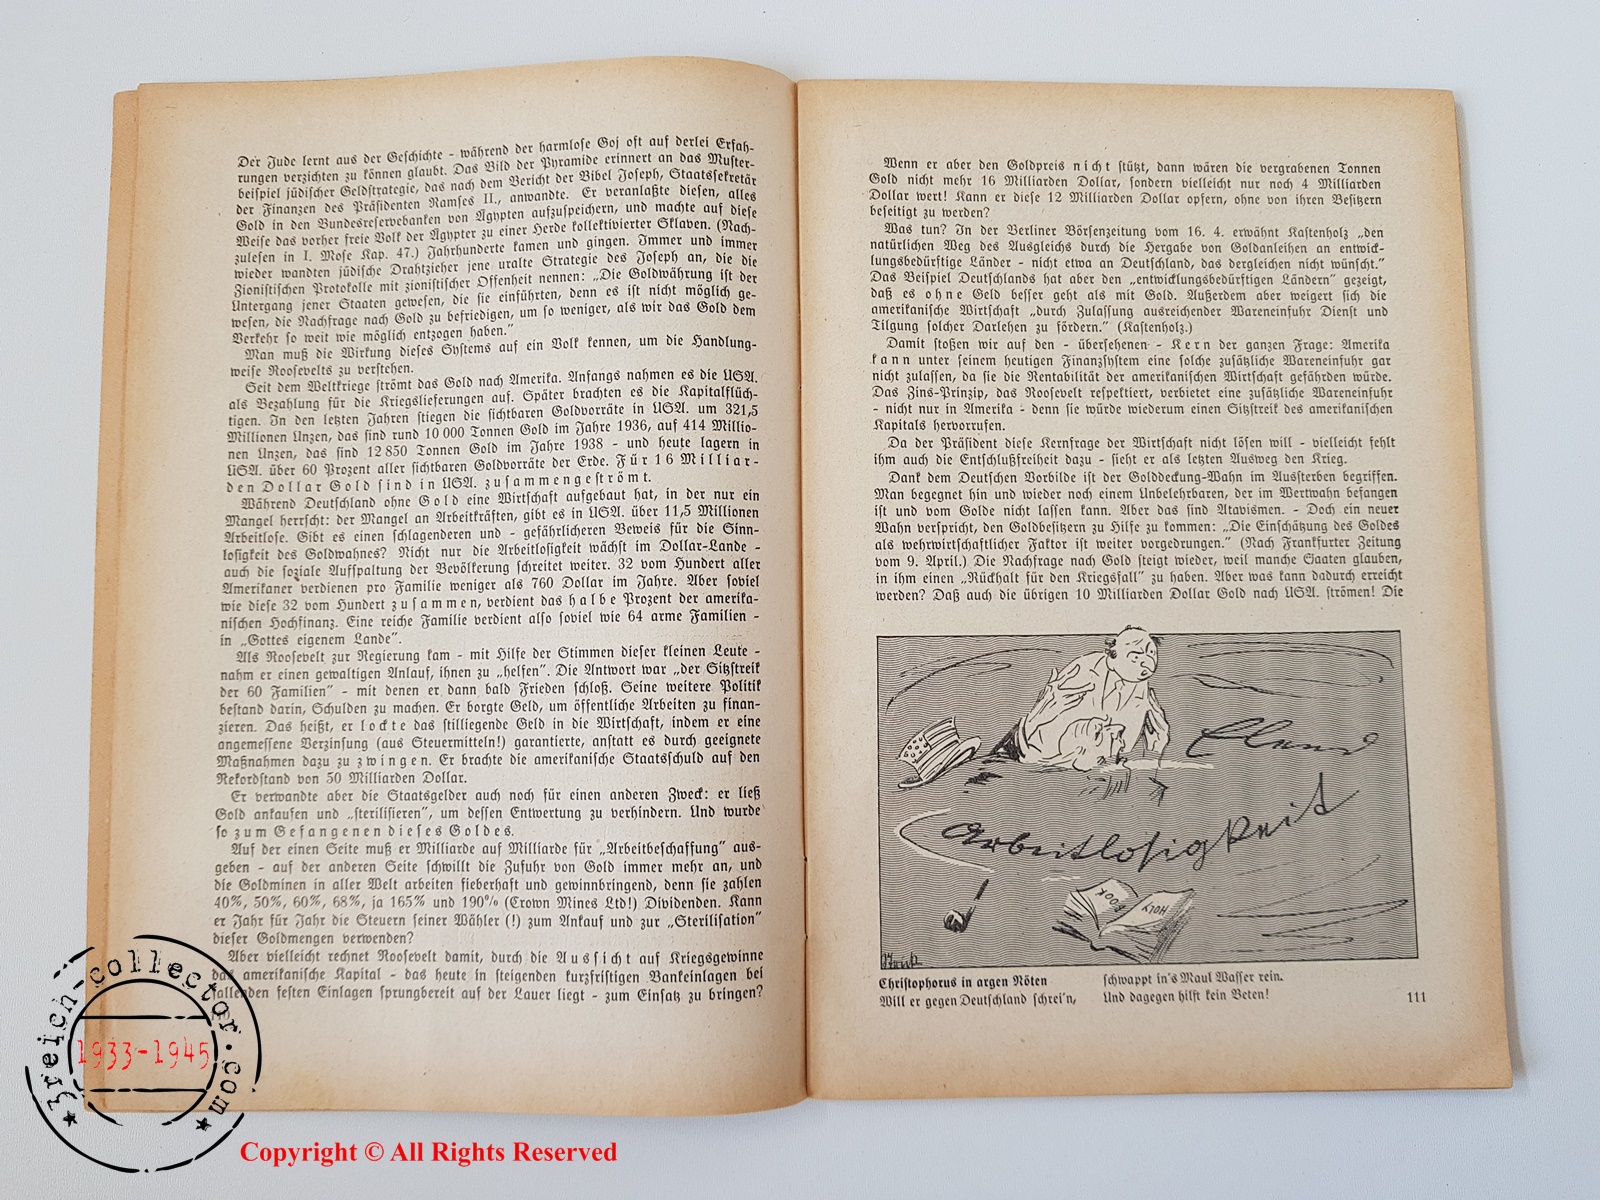 Der Jude lernt aus der Geschichte - während der harmlose Goj oft auf derlei Erfah-
rungen verzichten zu können glaubt. Das Bild der Pyramide erinnert an das Muster-
beispiel jüdischer Geldstrategie, das nach dem Bericht der Bibel Joseph, Staatssekretär
der Finanzen des Präsidenten Ramses II., anwandte. Er veranlaßte diesen, alles
Gold in den Bundesreservebanken von Ägypten aufzuspeichern, und machte auf diese
Weise das vorher freie Volk der Ägypter zu einer Herde kollektivierter Sklaven. (Nach-
zulesen in I. Mose Kap. 47.) Jahrhunderte kamen und gingen. Immer und immer
wieder wandten jüdische Drahtzieher jene uralte Strategie des Joseph an, die die
Zionistischen Protokolle mit zionistischer Offenheit nennen: „Die Goldwährung ist der
Untergang jener Staaten gewesen, die sie einführten, denn es ist nicht möglich ge-
wesen, die Nachfrage nach Gold zu befriedigen, um so weniger, als wir das Gold dem
Verkehr so weit wie möglich entzogen haben.“
Man muß die Wirkung dieses Systems auf ein Volk kennen, um die Handlung-
weise Roosevelts zu verstehen.
Seit dem Weltkriege strömt das Gold nach Amerika. Anfangs nahmen es die USA.
als Bezahlung für die Kriegslieferungen auf. Später brachten es die Kapitalflüch-
tigen. In den letzten Jahren stiegen die sichtbaren Goldvorräte in USA. um 321,5
Millionen Unzen, das sind rund 10 000 Tonnen Gold im Jahre 1936, auf 414 Millio-
nen Unzen, das sind 12 850 Tonnen Gold im Jahre 1938 - und heute lagern in
USA. über 60 Prozent aller sichtbaren Goldvorräte der Erde. Für 16 Milliar-
den Dollar Gold sind in USA. zusammengeströmt.
Während Deutschland ohne Gold eine Wirtschaft aufgebaut hat, in der nur ein
Mangel herrscht: der Mangel an Arbeitkräften, gibt es in USA. über 11,5 Millionen
Arbeitlose. Gibt es einen schlagenderen und - gefährlicheren Beweis für die Sinn-
losigkeit des Goldwahnes? Nicht nur die Arbeitlosigkeit wächst im Dollar-Lande -
auch die soziale Aufspaltung der Bevölkerung schreitet weiter. 32 vom Hundert aller
Amerikaner verdienen pro Familie weniger als 760 Dollar im Jahre. Aber soviel
wie diese 32 vom Hundert zusammen, verdient das halbe Prozent der amerika-
nischen Hochfinanz. Eine reiche Familie verdient also soviel wie 64 arme Familien -
in „Gottes eigenem Lande“.
Als Roosevelt zur Regierung kam - mit Hilfe der Stimmen dieser kleinen Leute -
nahm er einen gewaltigen Anlauf, ihnen zu „helfen“. Die Antwort war „der Sitzstreik
der 60 Familien“ - mit denen er dann bald Frieden schloß. Seine weitere Politik
bestand darin, Schulden zu machen. Er borgte Geld, um öffentliche Arbeiten zu finan-
zieren. Das heißt, er lockte das stilliegende Geld in die Wirtschaft, indem er eine
angemessene Verzinsung (aus Steuermitteln!) garantierte, anstatt es durch geeignete
Maßnahmen dazu zu zwingen. Er brachte die amerikanische Staatsschuld auf den
Rekordstand von 50 Milliarden Dollar.
Er verwandte aber die Staatsgelder auch noch für einen anderen Zweck: er ließ
Gold ankaufen und „sterilisieren“, um dessen Entwertung zu verhindern. Und wurde
so zum Gefangenen dieses Goldes.
Auf der einen Seite muß er Milliarde auf Milliarde für „Arbeitbeschaffung“ aus-
geben - auf der anderen Seite schwillt die Zufuhr von Gold immer mehr an, und
die Goldminen in aller Welt arbeiten fieberhaft und gewinnbringend, denn sie zahlen
40%, 50%, 60%, 68%, ja 165% und 190% (Crown Mines Ltd!) Dividenden. Kann
er Jahr für Jahr die Steuern seiner Wähler (!) zum Ankauf und zur „Sterilisation“
dieser Goldmengen verwenden?
Aber vielleicht rechnet Roosevelt damit, durch die Aussicht auf Kriegsgewinne
das amerikanische Kapital - das heute in steigenden kurzfristigen Bankeinlagen bei
fallenden festen Einlagen sprungbereit auf der Lauer liegt - zum Einsatz zu bringen?
Wenn er aber den Goldpreis nicht stützt, dann wären die vergrabenen Tonnen
Gold nicht mehr 16 Milliarden Dollar, sondern vielleicht nur noch 4 Milliarden
Dollar wert! Kann er diese 12 Milliarden Dollar opfern, ohne von ihren Besitzern
beseitigt zu werden?
Was tun? In der Berliner Börsenzeitung vom 16. 4. erwähnt Kastenholz „den
natürlichen Weg des Ausgleichs durch die Hergabe von Goldanleihen an entwick-
lungsbedürftige Länder - nicht etwa an Deutschland, das dergleichen nicht wünscht.“
Das Beispiel Deutschlands hat aber den „entwicklungsbedürftigen Ländern“ gezeigt,
daß es ohne Geld besser geht als mit Gold. Außerdem aber weigert sich die
amerikanische Wirtschaft „durch Zulassung ausreichender Wareneinfuhr Dienst und
Tilgung solcher Darlehen zu fördern.“ (Kastenholz.)
Damit stoßen wir auf den - übersehenen - Kern der ganzen Frage: Amerika
kann unter seinem heutigen Finanzsystem eine solche zusätzliche Wareneinfuhr gar
nicht zulassen, da sie die Rentabilität der amerikanischen Wirtschaft gefährden würde.
Das Zins-Prinzip, das Roosevelt respektiert, verbietet eine zusätzliche Wareneinfuhr
- nicht nur in Amerika - denn sie würde wiederum einen Sitzstreik des amerikanischen
Kapitals hervorrufen.
Da der Präsident diese Kernfrage der Wirtschaft nicht lösen will - vielleicht fehlt
ihm auch die Entschlußfreiheit dazu - sieht er als letzten Ausweg den Krieg.
Dank dem Deutschen Vorbilde ist der Golddeckung-Wahn im Aussterben begriffen.
Man begegnet hin und wieder noch einem Unbelehrbaren, der im Wertwahn befangen
ist und vom Golde nicht lassen kann. Aber das sind Atavismen. - Doch ein neuer
Wahn verspricht, den Goldbesitzern zu Hilfe zu kommen: „Die Einschätzung des Goldes
als wehrwirtschaftlicher Faktor ist weiter vorgedrungen.“ (Nach Frankfurter Zeitung
vom 9. April.) Die Nachfrage nach Gold steigt wieder, weil manche Saaten glauben,
in ihm einen „Rückhalt für den Kriegsfall“ zu haben. Aber was kann dadurch erreicht
werden? Daß auch die übrigen 10 Milliarden Dollar Gold nach USA. strömen! Die
Elend
Arbeitlosigkeit
HOLY
BOOK
Christophorus in argen Nöten
Will er gegen Deutschland schrei'n,
schwappt in's Maul Wasser rein.
Und dagegen hilft kein Beten!
111
3reich-collector.com
1933-1945
Copyright © All Rights Reserved